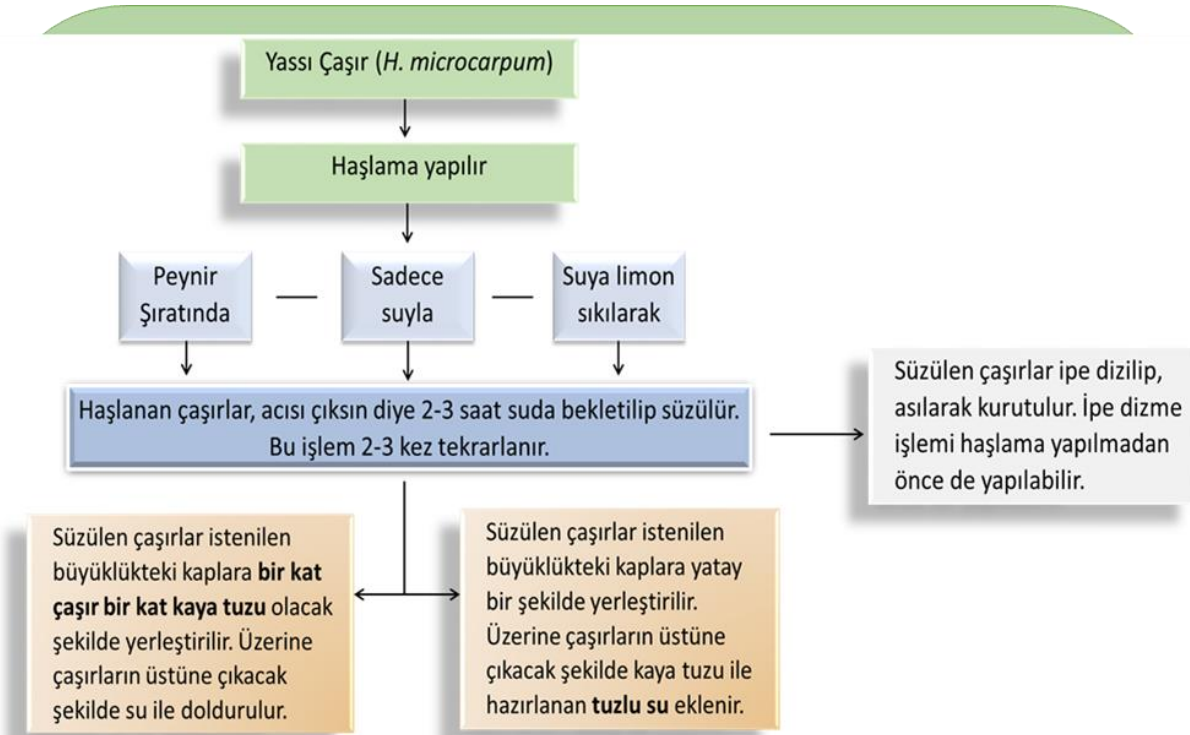 Yassı Çaşır (H. microcarpum)
Haşlama yapılır
Peynir
Şıratında
Sadece
suyla
Suya limon
sıkılarak
Haşlanan çaşırlar, acısı çıksın diye 2-3 saat suda bekletilip süzülür.
Bu işlem 2-3 kez tekrarlanır.
Süzülen çaşırlar ipe dizilip,
asılarak kurutulur. İpe dizme
işlemi haşlama yapılmadan
önce de yapılabilir.
Süzülen çaşırlar istenilen
büyüklükteki kaplara bir kat
çaşır bir kat kaya tuzu olacak
şekilde yerleştirilir. Üzerine
çaşırların üstüne çıkacak
şekilde su ile doldurulur.
Süzülen çaşırlar istenilen
büyüklükteki kaplara yatay
bir şekilde yerleştirilir.
Üzerine çaşırların üstüne
çıkacak şekilde kaya tuzu ile
hazırlanan tuzlu su eklenir.